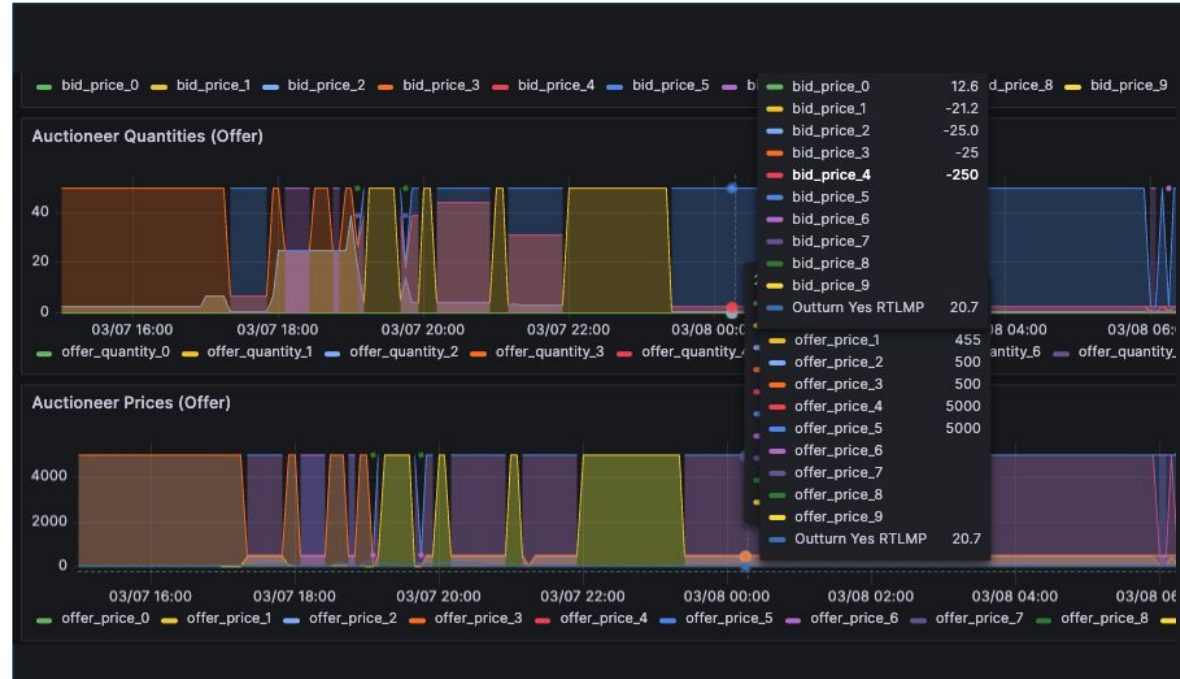 bid_price_0 bid_price_1 bid_price_2 bid_price_3 bid_price_4 bid_price_5 d_price_8 bid_price_9
bid_price_0 12.6
bid_price_1 -21.2
bid_price_2 -25.0
bid_price_3 -25
bid_price_4 -250
bid_price_5
bid_price_6
bid_price_7
bid_price_8
bid_price_9
Outturn Yes RTLMP 20.7
Auctioneer Quantities (Offer)
40
20
0
03/07 16:00 03/07 18:00 03/07 20:00 03/07 22:00 03/08 00:0 8 04:00 03/08 06:
offer_quantity_0 offer_quantity_1 offer_quantity_2 offer_quantity_3 offer_quantity_ antity_6 offer_quantity_
offer_price_1 455
offer_price_2 500
offer_price_3 500
offer_price_4 5000
offer_price_5 5000
offer_price_6
offer_price_7
offer_price_8
offer_price_9
Outturn Yes RTLMP 20.7
Auctioneer Prices (Offer)
4000
2000
0
03/07 16:00 03/07 18:00 03/07 20:00 03/07 22:00 03/08 00:00 03/08 02:00 03/08 04:00 03/08 06
offer_price_0 offer_price_1 offer_price_2 offer_price_3 offer_price_4 offer_price_5 offer_price_6 offer_price_7 offer_price_8